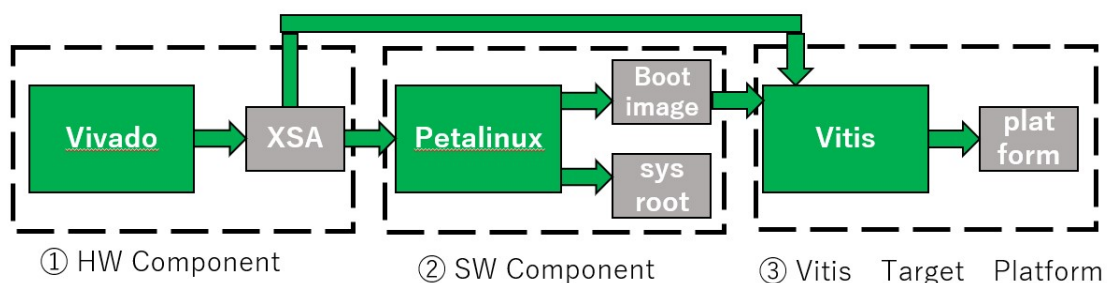 Vivado
XSA
Petalinux
Boot
image
sys
root
Vitis
plat
form
① HW Component
② SW Component
③ Vitis Target Platform